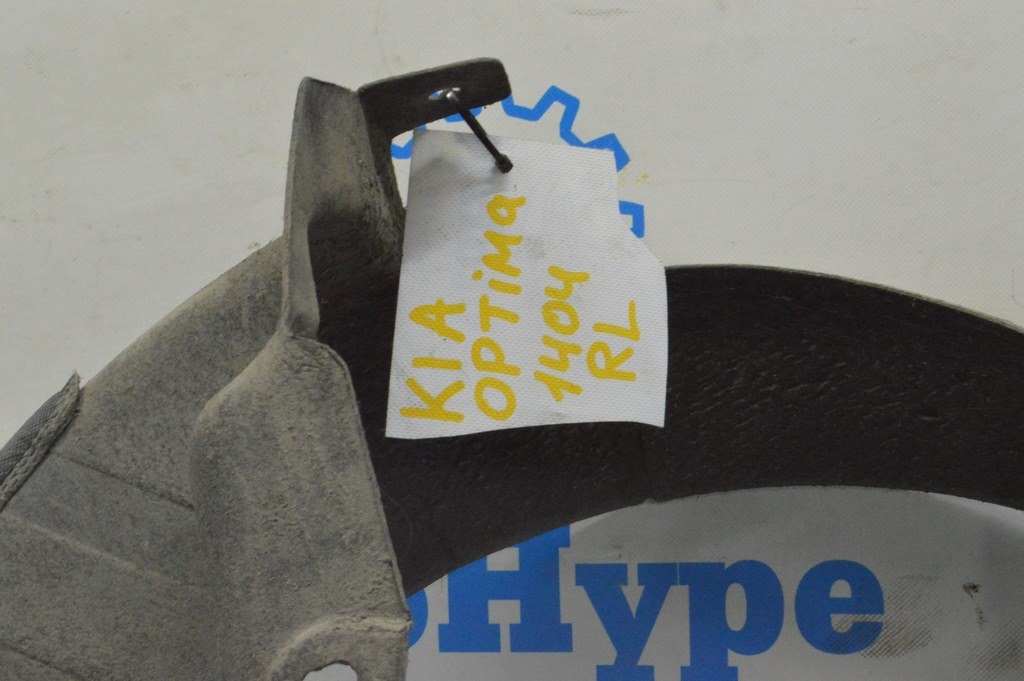 KIA
OPTiMa
1404
RL
Hype